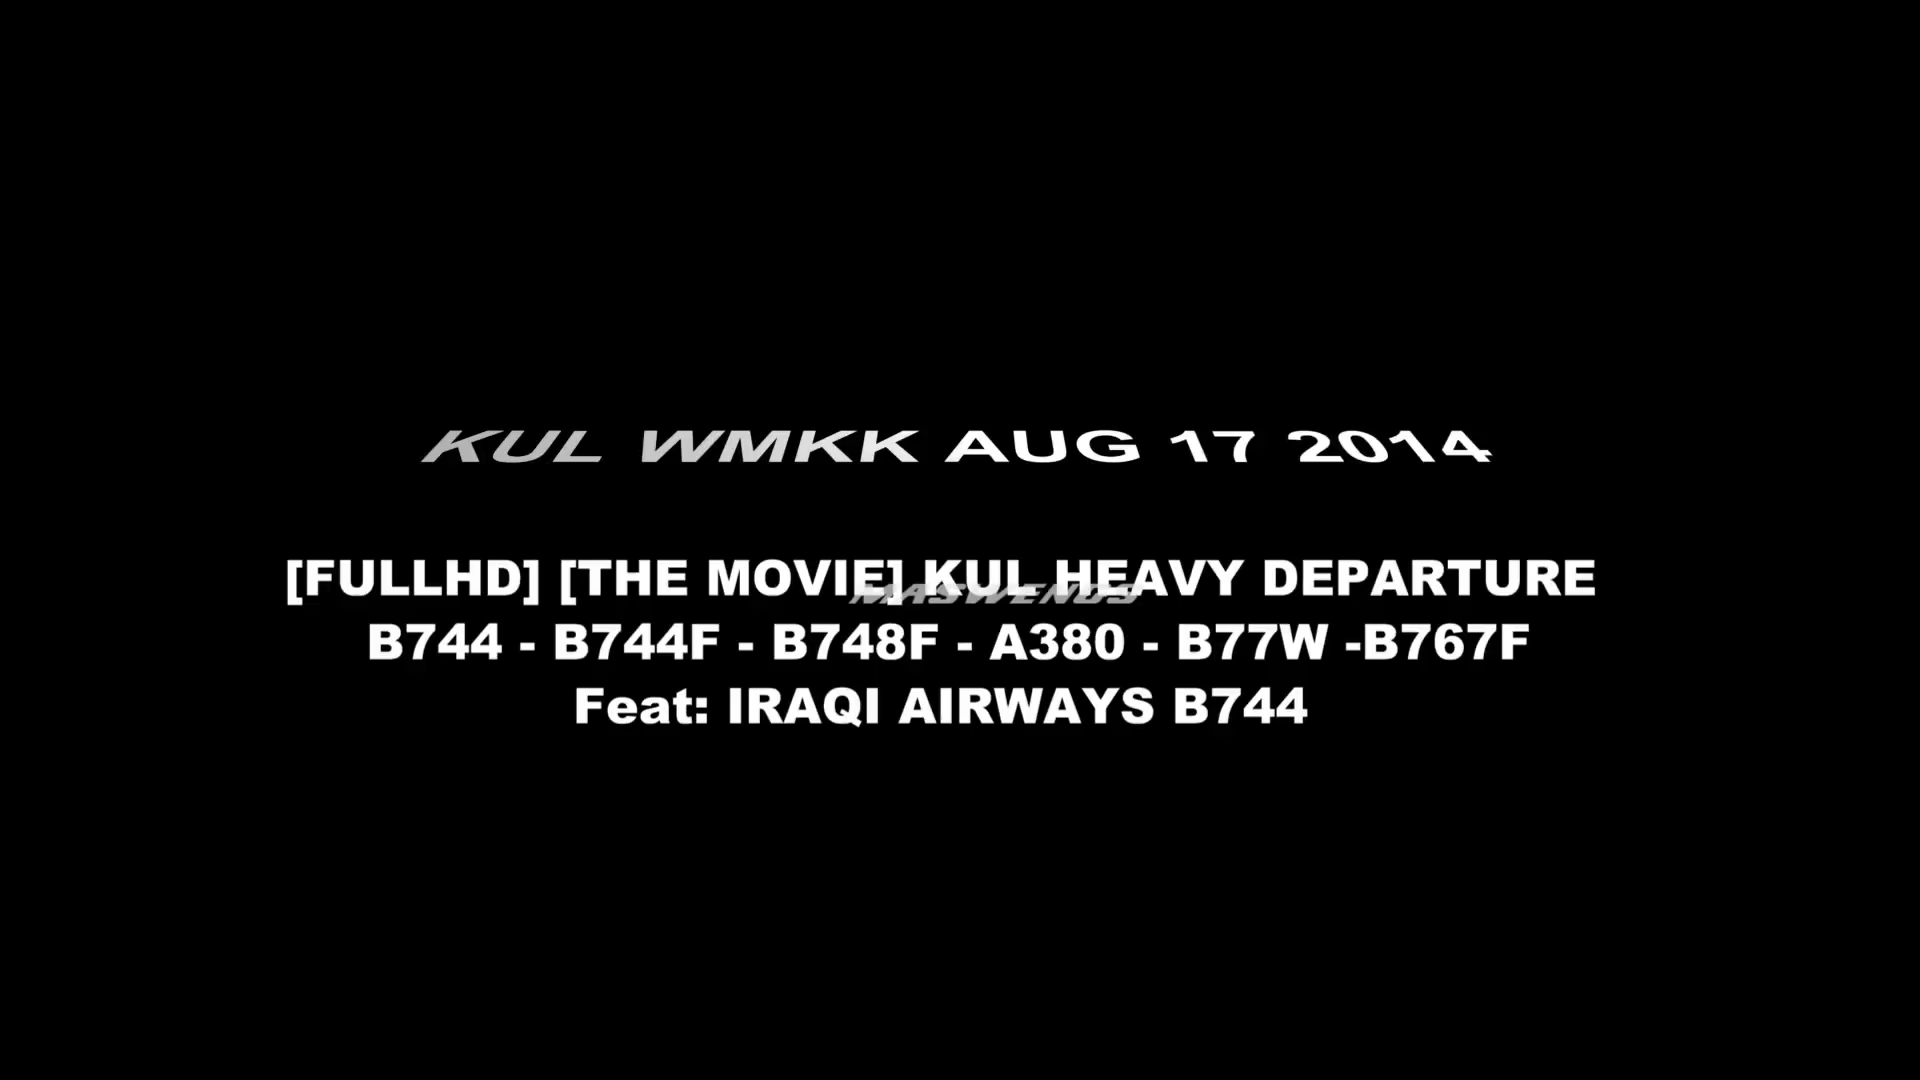 KUL WMKK AUG 17 2014
[FULLHD] [THE MOVIE] KUL HEAVY DEPARTURE
MASWENGS
B744 - B744F - B748F - A380 - B77W -B767F
Feat: IRAQI AIRWAYS B744